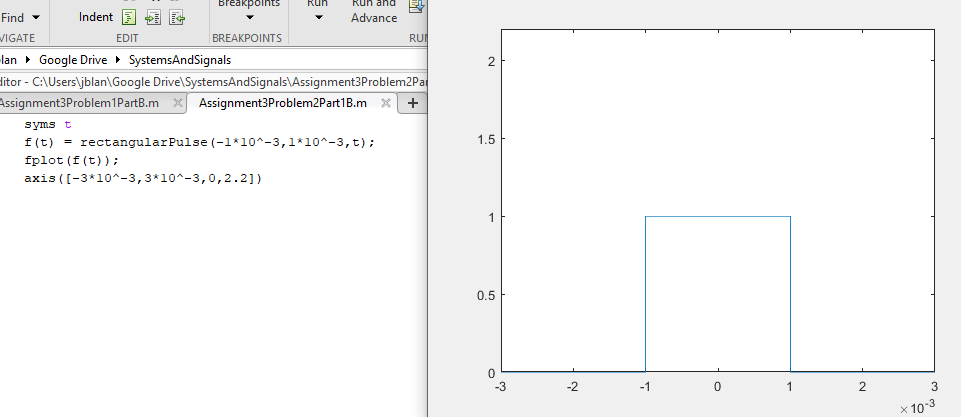 Breakpoints Run Run and
Find Indent Advance
VIGATE EDIT BREAKPOINTS RUN
lan Google Drive SystemsAndSignals
ditor - C:\Users\jblan\Google Drive\SystemsAndSignals\Assignment3Problem2Par
Assignment3Problem1PartB.m Assignment3Problem2Part1B.m +
syms t
f(t) = rectangularPulse(-1*10^-3,1*10^-3,t);
fplot(f(t));
axis([-3*10^-3,3*10^-3,0,2.2])
2
1.5
1
0.5
0
-3 -2 -1 0 1 2 3
×10-3